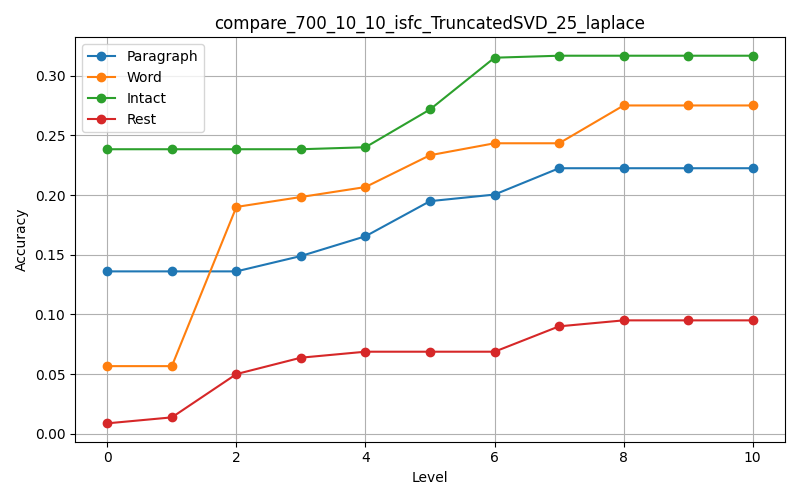 compare_700_10_10_isfc_TruncatedSVD_25_laplace
Paragraph
Word
Intact
Rest
0.30
0.25
0.20
0.15
0.10
0.05
0.00
Accuracy
0 2 4 6 8 10
Level